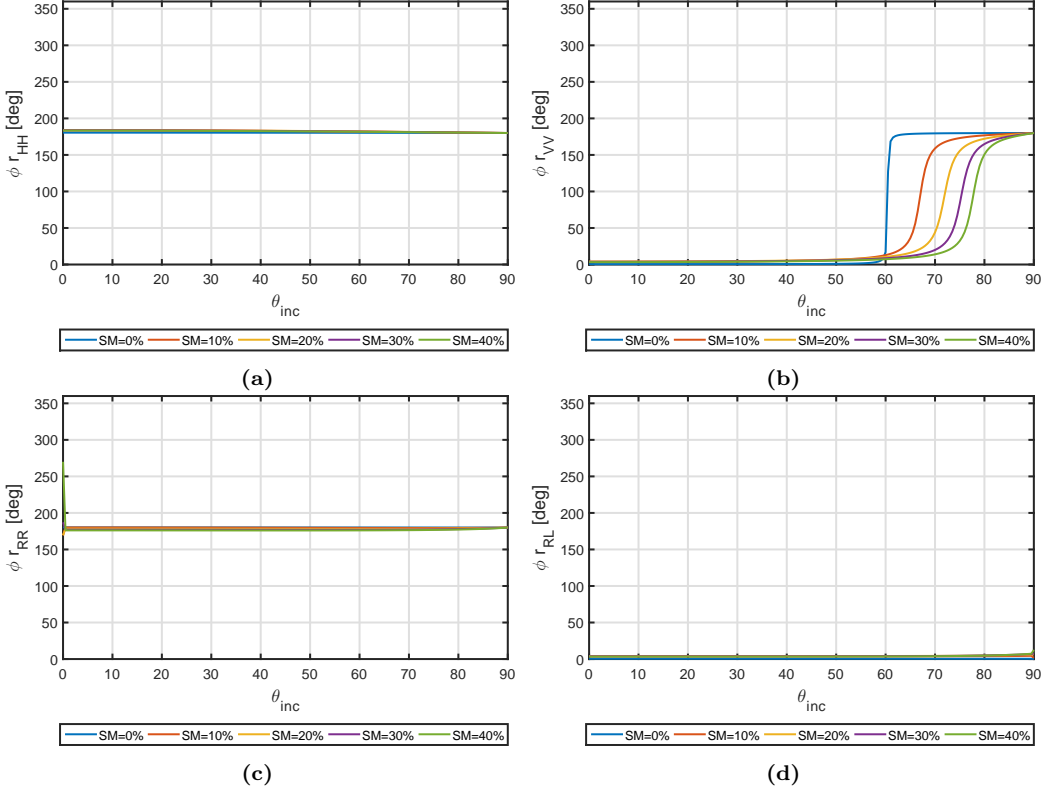 350
300
250
200
150
100
50
0
ϕ r_HH [deg]
0 10 20 30 40 50 60 70 80 90
θ_inc
SM=0% SM=10% SM=20% SM=30% SM=40%
(a)
350
300
250
200
150
100
50
0
ϕ r_VV [deg]
0 10 20 30 40 50 60 70 80 90
θ_inc
SM=0% SM=10% SM=20% SM=30% SM=40%
(b)
350
300
250
200
150
100
50
0
ϕ r_RR [deg]
0 10 20 30 40 50 60 70 80 90
θ_inc
SM=0% SM=10% SM=20% SM=30% SM=40%
(c)
350
300
250
200
150
100
50
0
ϕ r_RL [deg]
0 10 20 30 40 50 60 70 80 90
θ_inc
SM=0% SM=10% SM=20% SM=30% SM=40%
(d)